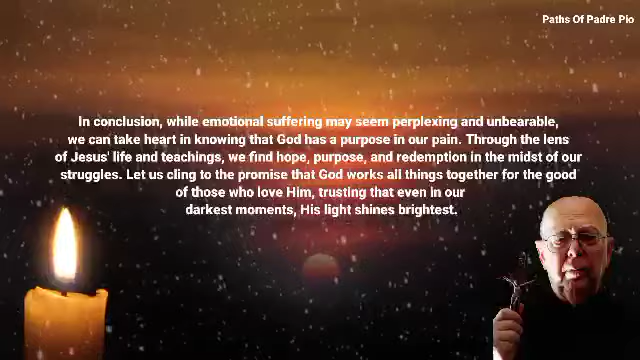 Paths Of Padre Pio
In conclusion, while emotional suffering may seem perplexing and unbearable,
we can take heart in knowing that God has a purpose in our pain. Through the lens
of Jesus' life and teachings, we find hope, purpose, and redemption in the midst of our
struggles. Let us cling to the promise that God works all things together for the good
of those who love Him, trusting that even in our
darkest moments, His light shines brightest.